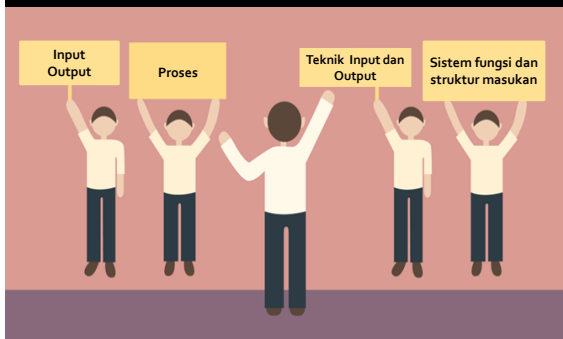 Input
Output
Proses
Teknik Input dan
Output
Sistem fungsi dan
struktur masukan